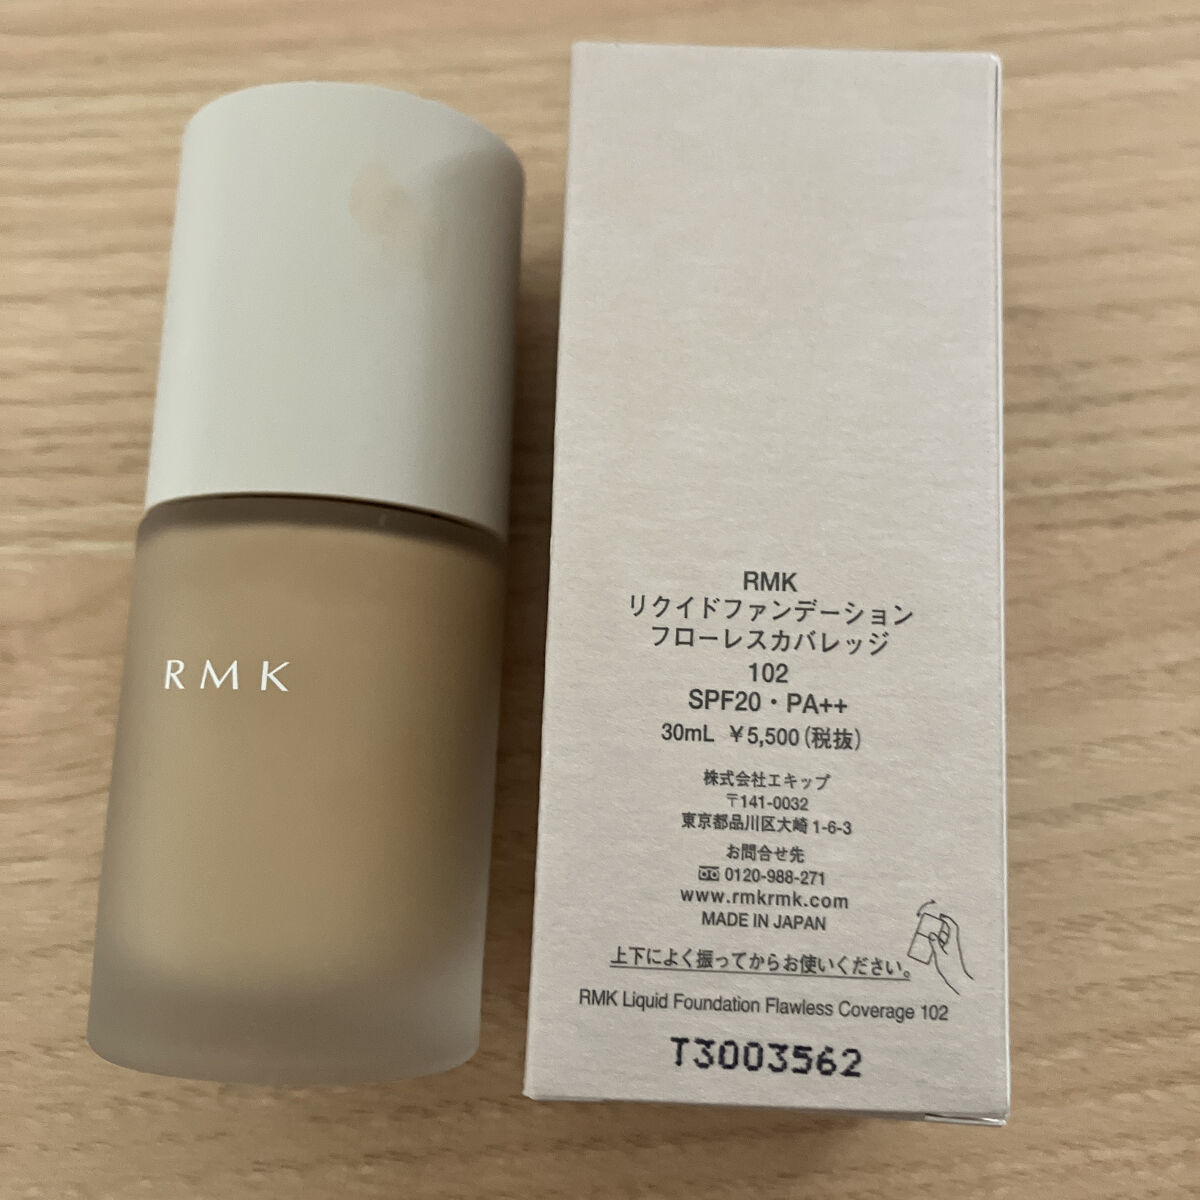 RMK
RMK
リクイドファンデーション
フローレスカバレッジ
102
SPF20・PA++
30mL ¥5,500(税抜)
株式会社エキップ
〒141-0032
東京都品川区大崎1-6-3
お問合せ先
0120-988-271
www.rmkrmk.com
MADE IN JAPAN
上下によく振ってからお使いください。
RMK Liquid Foundation Flawless Coverage 102
T3003562